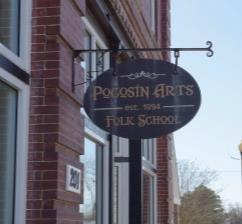 Pocosin Arts
EST. 1994
Folk School
201